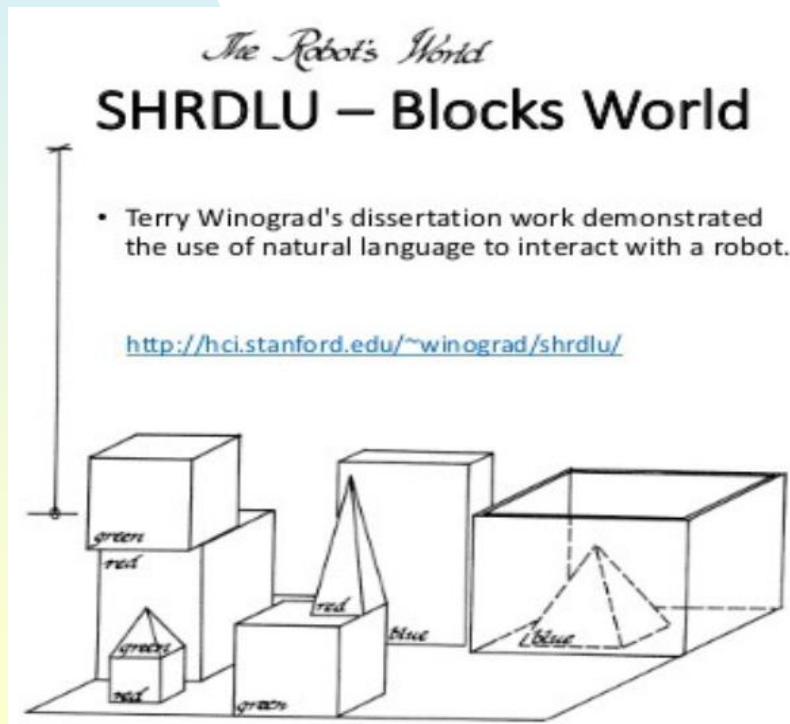 The Robot's World
SHRDLU – Blocks World
• Terry Winograd's dissertation work demonstrated
the use of natural language to interact with a robot.
http://hci.stanford.edu/~winograd/shrdlu/
green
red
green
red
red
green
blue
blue